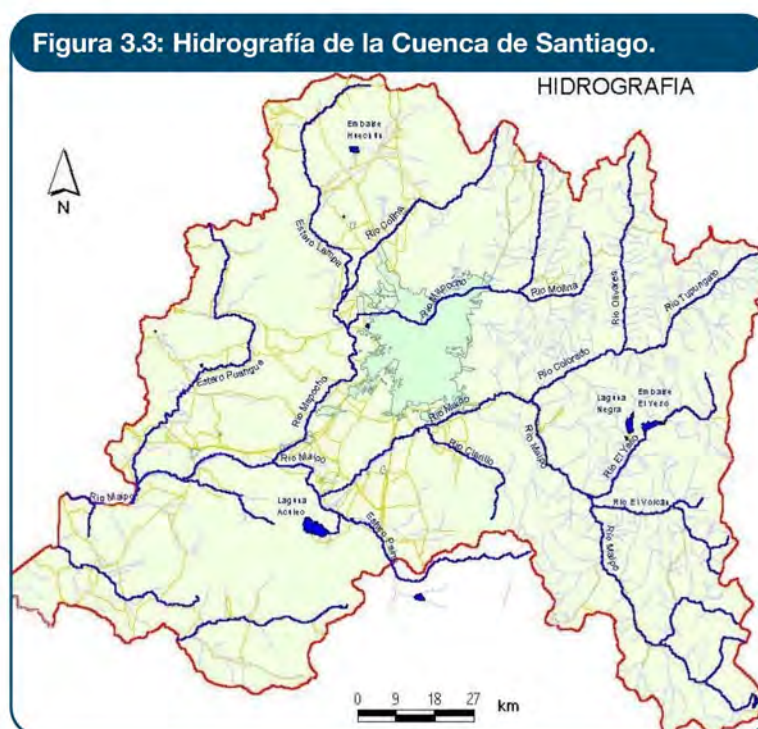 Figura 3.3: Hidrografía de la Cuenca de Santiago.
HIDROGRAFIA
N
Embalse
Estero Lampa
Río Colina
Río Mapocho
Río Molina
Río Olivares
Río Tupungato
Estero Puangue
Río Mapocho
Río Maipo
Río Colorado
Laguna
Negra
Embalse
El Yeso
Río El Yeso
Río Maipo
Río Clarillo
Río Maipo
Río Maipo
Laguna
Aculeo
Estero Paine
Río El Volcán
Río Maipo
0 9 18 27 km